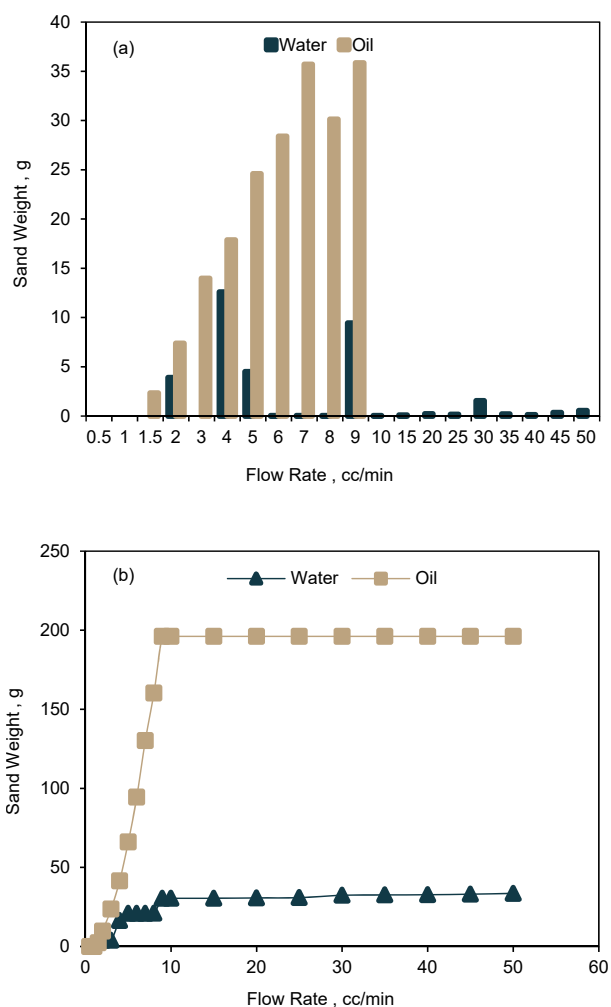 40
(a)
Water
Oil
35
30
25
20
15
10
5
0
Sand Weight , g
0.5 1 1.5 2 3 4 5 6 7 8 9 10 15 20 25 30 35 40 45 50
Flow Rate , cc/min
250
(b)
Water
Oil
200
150
100
50
0
Sand Weight , g
0 10 20 30 40 50 60
Flow Rate , cc/min